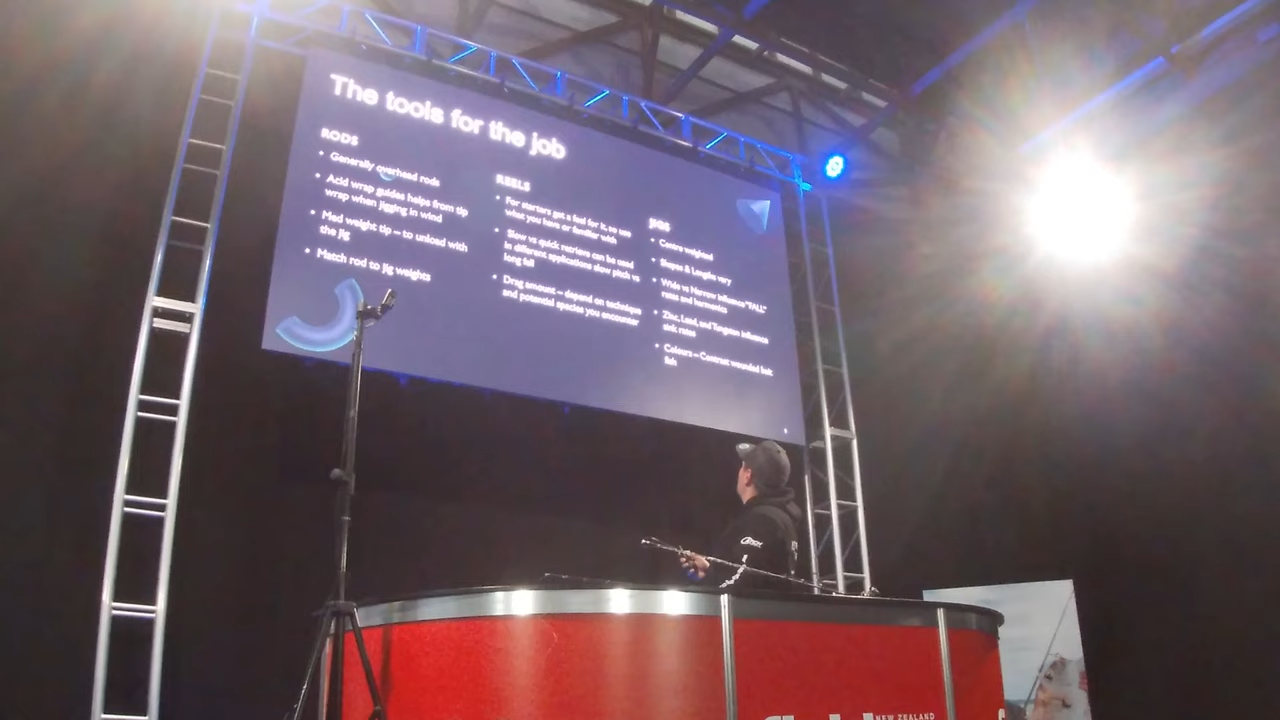 The tools for the job
RODS
• Generally overhead rods
• Acid wrap guides helps from tip
wrap when jigging in wind
• Med weight tip – to unload with
the jig
• Match rod to jig weights
REELS
• For starters get a feel for it, so use
what you have or familiar with
• Slow vs quick retrieve can be used
in different applications slow pitch vs
long fall
• Drag amount – depend on technique
and potential species you encounter
JIGS
• Centre weighted
• Shapes & Lengths vary
• Wide vs Narrow influence "FALL"
rates and harmonics
• Zinc, Lead, and Tungsten influence
sink rates
• Colours – Contrast wounded bait
fish
NEW ZEALAND